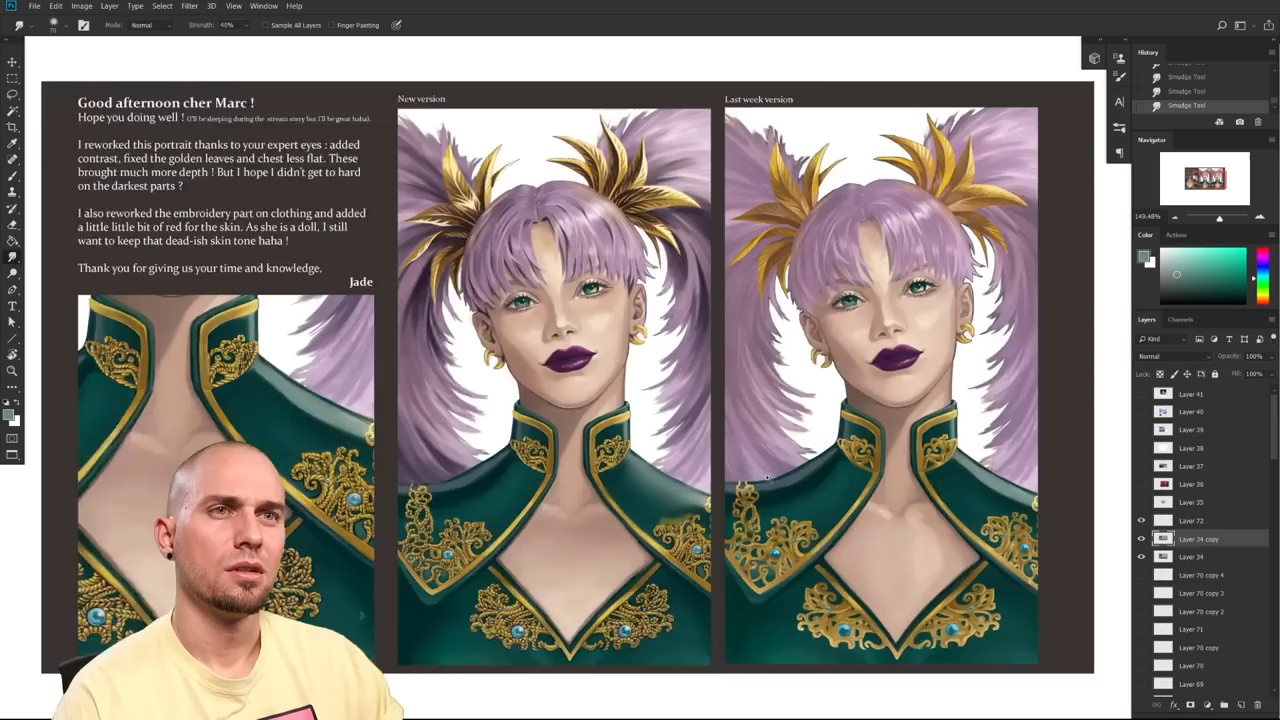 File Edit Image Layer Type Select Filter 3D View Window Help
70 Mode: Normal Strength: 40% Sample All Layers Finger Painting
Good afternoon cher Marc !
Hope you doing well ! (I'll be sleeping during the stream sorry but I'll be great haha).
I reworked this portrait thanks to your expert eyes : added
contrast, fixed the golden leaves and chest less flat. These
brought much more depth ! But I hope I didn't get to hard
on the darkest parts ?
I also reworked the embroidery part on clothing and added
a little little bit of red for the skin. As she is a doll, I still
want to keep that dead-ish skin tone haha !
Thank you for giving us your time and knowledge,
Jade
New version
Last week version
History
Smudge Tool
Smudge Tool
Smudge Tool
Navigator
149.48%
Color Actions
Layers Channels
Kind
Normal Opacity: 100%
Lock: Fill: 100%
Layer 41
Layer 40
Layer 39
Layer 38
Layer 37
Layer 36
Layer 35
Layer 72
Layer 34 copy
Layer 34
Layer 70 copy 4
Layer 70 copy 3
Layer 70 copy 2
Layer 71
Layer 70 copy
Layer 70
Layer 69